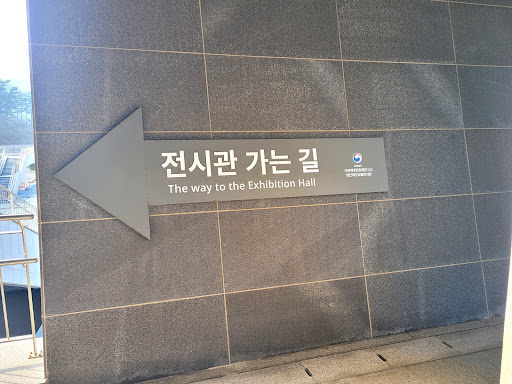 전시관 가는 길
The way to the Exhibition Hall